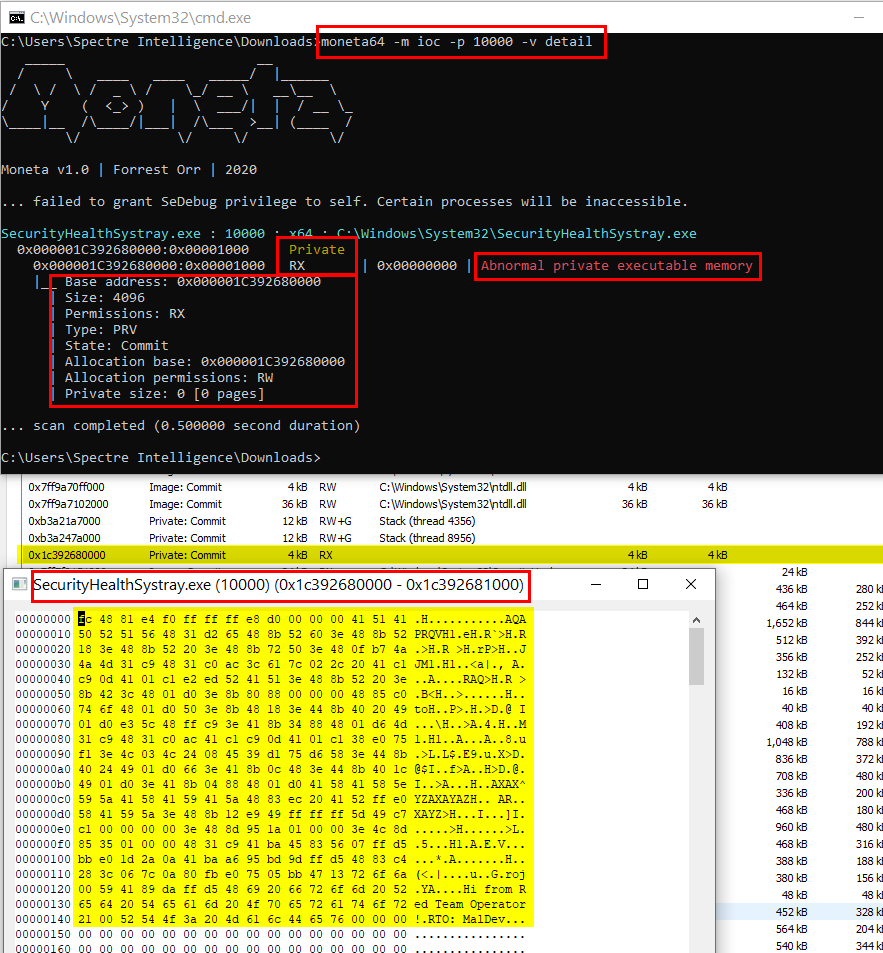 C:\Windows\System32\cmd.exe
C:\Users\Spectre Intelligence\Downloads>moneta64 -m ioc -p 10000 -v detail
Moneta v1.0 | Forrest Orr | 2020
... failed to grant SeDebug privilege to self. Certain processes will be inaccessible.
SecurityHealthSystray.exe : 10000 : x64 : C:\Windows\System32\SecurityHealthSystray.exe
0x000001C392680000:0x00001000 Private
0x000001C392680000:0x00001000 RX | 0x00000000 | Abnormal private executable memory
|__ Base address: 0x000001C392680000
| Size: 4096
| Permissions: RX
| Type: PRV
| State: Commit
| Allocation base: 0x000001C392680000
| Allocation permissions: RW
| Private size: 0 [0 pages]
... scan completed (0.500000 second duration)
C:\Users\Spectre Intelligence\Downloads>
0x7ff9a70ff000 Image: Commit 4 kB RW C:\Windows\System32\ntdll.dll 4 kB 4 kB
0x7ff9a7102000 Image: Commit 36 kB RW C:\Windows\System32\ntdll.dll 36 kB 36 kB
0xb3a21a7000 Private: Commit 12 kB RW+G Stack (thread 4356)
0xb3a247a000 Private: Commit 12 kB RW+G Stack (thread 8956)
0x1c392680000 Private: Commit 4 kB RX 4 kB 4 kB
24 kB
SecurityHealthSystray.exe (10000) (0x1c392680000 - 0x1c392681000)
436 kB 280 k
464 kB 252 k
1,652 kB 844 k
512 kB 392 k
356 kB 252 k
132 kB 52 k
16 kB 16 k
40 kB 40 k
408 kB 192 k
1,048 kB 788 k
836 kB 372 k
708 kB 480 k
336 kB 200 k
468 kB 180 k
960 kB 480 k
468 kB 316 k
388 kB 188 k
380 kB 156 k
48 kB 48 k
452 kB 328 k
564 kB 204 k
540 kB 344 k
00000000 fc 48 81 e4 f0 ff ff ff e8 d0 00 00 00 41 51 41 .H...........AQA
00000010 50 52 51 56 48 31 d2 65 48 8b 52 60 3e 48 8b 52 PRQVH1.eH.R`>H.R
00000020 18 3e 48 8b 52 20 3e 48 8b 72 50 3e 48 0f b7 4a .>H.R >H.rP>H..J
00000030 4a 4d 31 c9 48 31 c0 ac 3c 61 7c 02 2c 20 41 c1 JM1.H1..<a|., A.
00000040 c9 0d 41 01 c1 e2 ed 52 41 51 3e 48 8b 52 20 3e ..A....RAQ>H.R >
00000050 8b 42 3c 48 01 d0 3e 8b 80 88 00 00 00 48 85 c0 .B<H..>......H..
00000060 74 6f 48 01 d0 50 3e 8b 48 18 3e 44 8b 40 20 49 toH..P>.H.>D.@ I
00000070 01 d0 e3 5c 48 ff c9 3e 41 8b 34 88 48 01 d6 4d ...\H..>A.4.H..M
00000080 31 c9 48 31 c0 ac 41 c1 c9 0d 41 01 c1 38 e0 75 1.H1..A...A..8.u
00000090 f1 3e 4c 03 4c 24 08 45 39 d1 75 d6 58 3e 44 8b .>L.L$.E9.u.X>D.
000000a0 40 24 49 01 d0 66 3e 41 8b 0c 48 3e 44 8b 40 1c @$I..f>A..H>D.@.
000000b0 49 01 d0 3e 41 8b 04 88 48 01 d0 41 58 41 58 5e I..>A...H..AXAX^
000000c0 59 5a 41 58 41 59 41 5a 48 83 ec 20 41 52 ff e0 YZAXAYAZH.. AR..
000000d0 58 41 59 5a 3e 48 8b 12 e9 49 ff ff ff 5d 49 c7 XAYZ>H...I...]I.
000000e0 c1 00 00 00 00 3e 48 8d 95 1a 01 00 00 3e 4c 8d .....>H......>L.
000000f0 85 35 01 00 00 48 31 c9 41 ba 45 83 56 07 ff d5 .5...H1.A.E.V...
00000100 bb e0 1d 2a 0a 41 ba a6 95 bd 9d ff d5 48 83 c4 ...*.A.......H..
00000110 28 3c 06 7c 0a 80 fb e0 75 05 bb 47 13 72 6f 6a (<.|....u..G.roj
00000120 00 59 41 89 da ff d5 48 69 20 66 72 6f 6d 20 52 .YA....Hi from R
00000130 65 64 20 54 65 61 6d 20 4f 70 65 72 61 74 6f 72 ed Team Operator
00000140 21 00 52 54 4f 3a 20 4d 61 6c 44 65 76 00 00 00 !.RTO: MalDev...
00000150 00 00 00 00 00 00 00 00 00 00 00 00 00 00 00 00 ................
00000160 00 00 00 00 00 00 00 00 00 00 00 00 00 00 00 00 ................